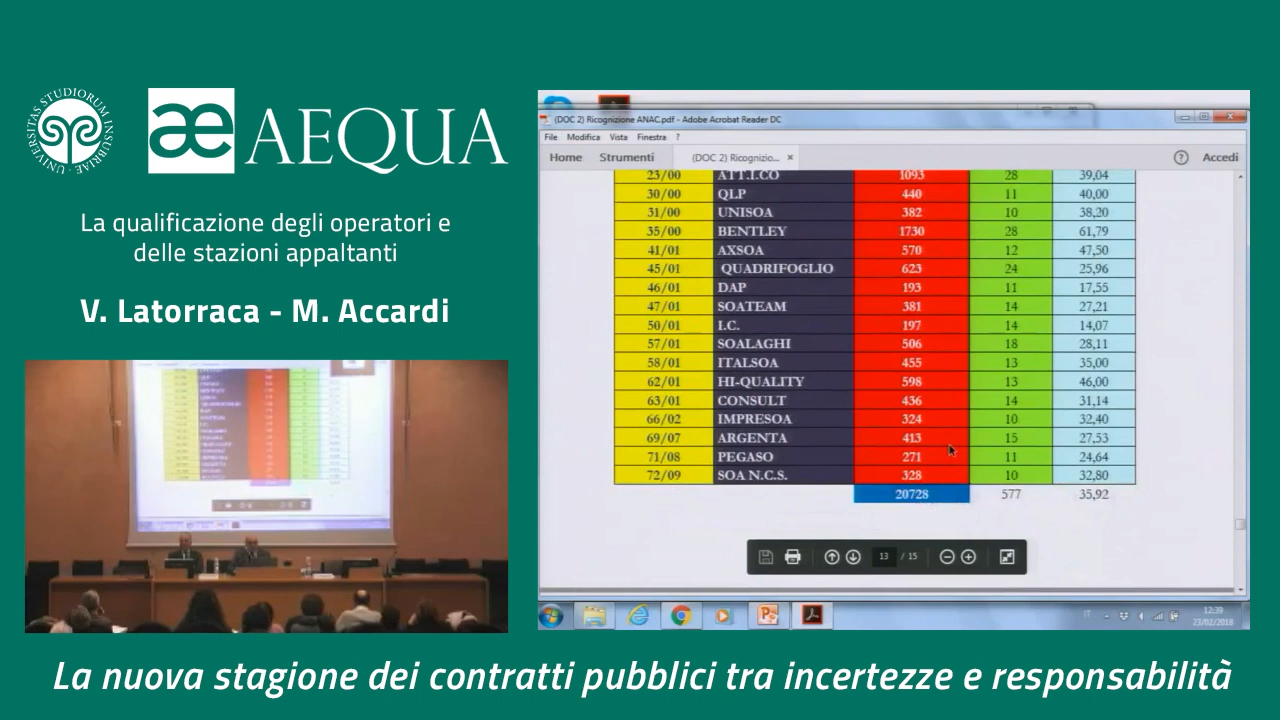 UNIVERSITAS STUDIORUM INSUBRIAE
æ AEQUA
La qualificazione degli operatori e
delle stazioni appaltanti
V. Latorraca - M. Accardi
(DOC 2) Ricognizione ANAC.pdf - Adobe Acrobat Reader DC
File Modifica Vista Finestra ?
Home Strumenti (DOC 2) Ricognizio... × ? Accedi
23/00 ATT.I.CO 1093 28 39,04
30/00 QLP 440 11 40,00
31/00 UNISOA 382 10 38,20
35/00 BENTLEY 1730 28 61,79
41/01 AXSOA 570 12 47,50
45/01 QUADRIFOGLIO 623 24 25,96
46/01 DAP 193 11 17,55
47/01 SOATEAM 381 14 27,21
50/01 I.C. 197 14 14,07
57/01 SOALAGHI 506 18 28,11
58/01 ITALSOA 455 13 35,00
62/01 HI-QUALITY 598 13 46,00
63/01 CONSULT 436 14 31,14
66/02 IMPRESOA 324 10 32,40
69/07 ARGENTA 413 15 27,53
71/08 PEGASO 271 11 24,64
72/09 SOA N.C.S. 328 10 32,80
20728 577 35,92
13 / 15
IT 12:39
23/02/2018
La nuova stagione dei contratti pubblici tra incertezze e responsabilità